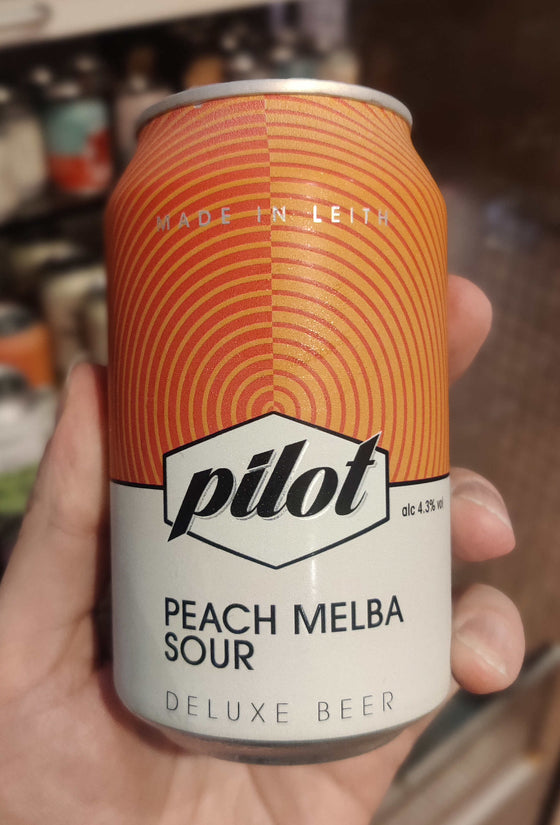 MADE IN LEITH
pilot
alc 4.3% vol
PEACH MELBA
SOUR
DELUXE BEER